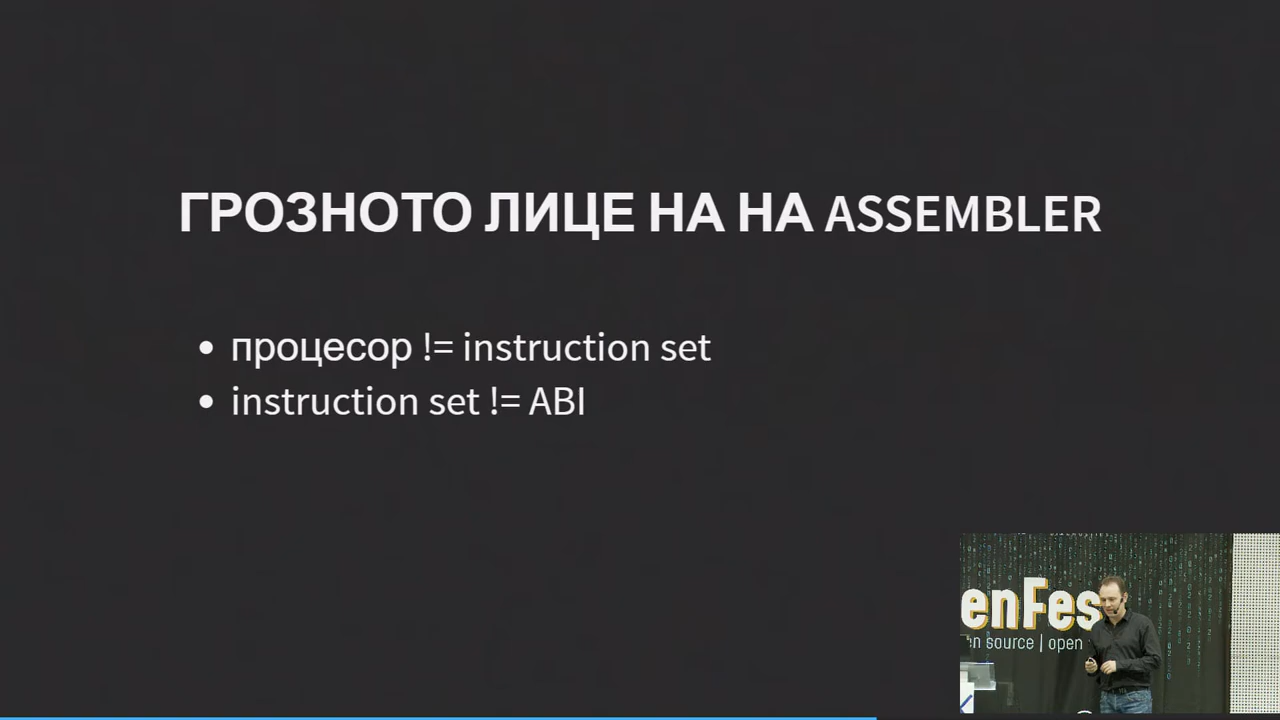 ГРОЗНОТО ЛИЦЕ НА НА ASSEMBLER
процесор != instruction set
instruction set != ABI
enFes
n source | open